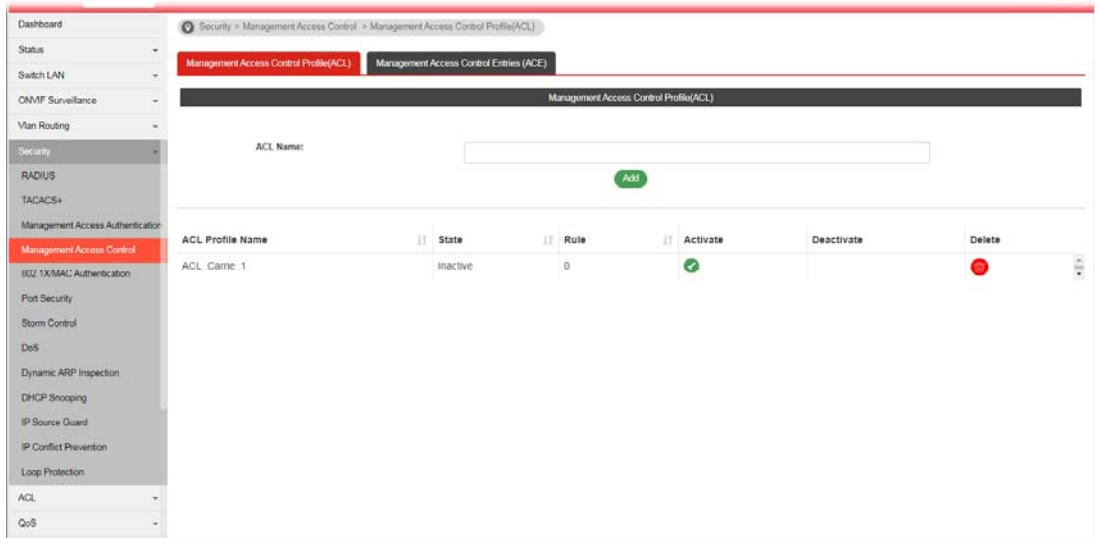 Dashboard
Status
Switch LAN
ONVIF Surveillance
Vlan Routing
Security
RADIUS
TACACS+
Management Access Authentication
Management Access Control
802.1X/MAC Authentication
Port Security
Storm Control
DoS
Dynamic ARP Inspection
DHCP Snooping
IP Source Guard
IP Conflict Prevention
Loop Protection
ACL
QoS
Security > Management Access Control > Management Access Control Profile(ACL)
Management Access Control Profile(ACL) Management Access Control Entries (ACE)
Management Access Control Profile(ACL)
ACL Name:
Add
ACL Profile Name State Rule Activate Deactivate Delete
ACL_Carrie_1 Inactive 0